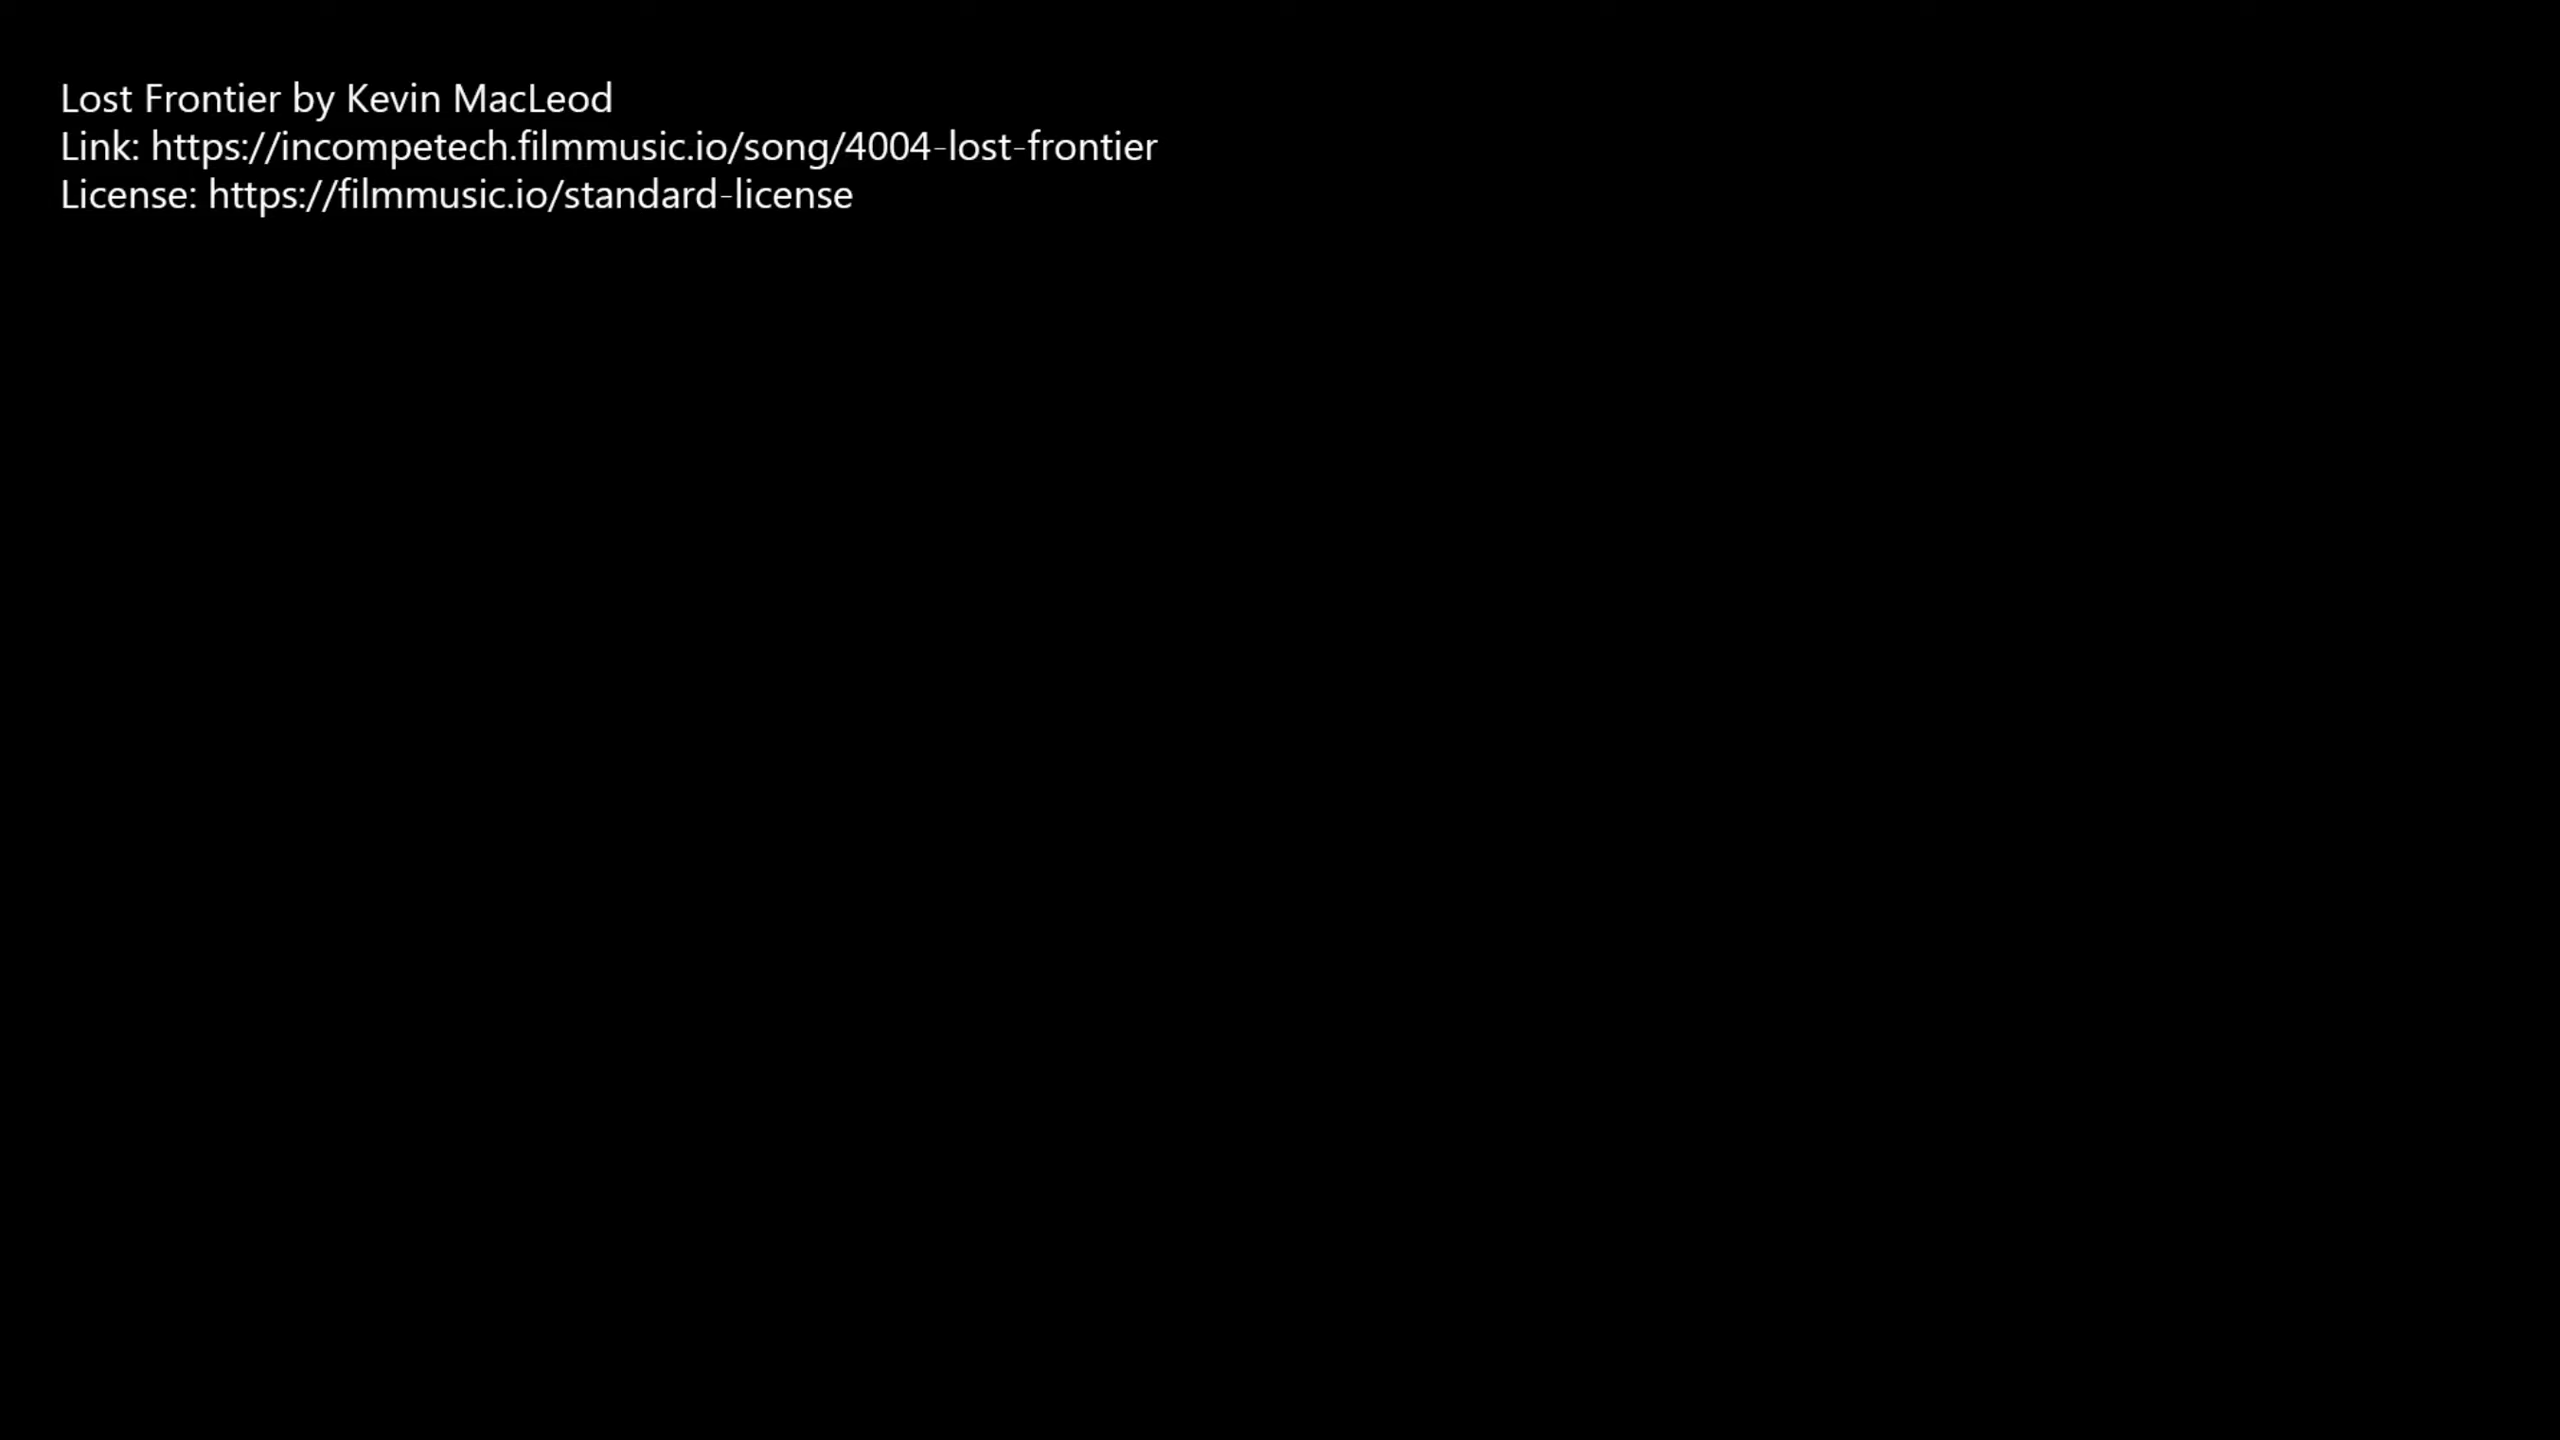 Lost Frontier by Kevin MacLeod
Link: https://incompetech.filmmusic.io/song/4004-lost-frontier
License: https://filmmusic.io/standard-license